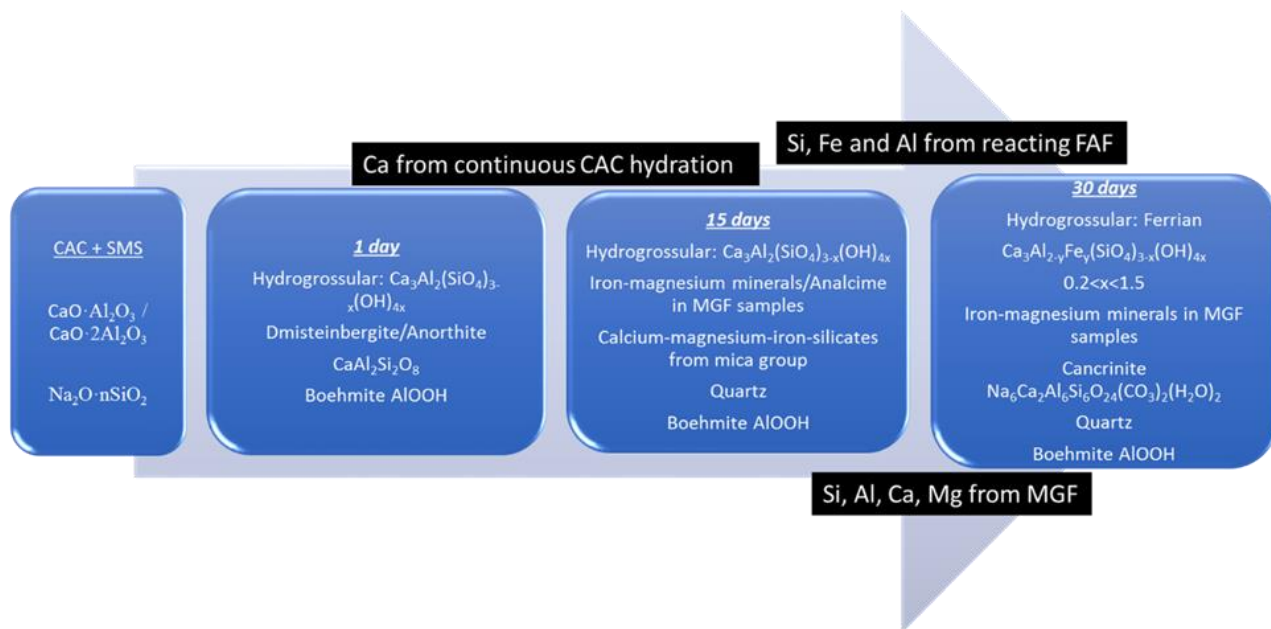 Si, Fe and Al from reacting FAF
Ca from continuous CAC hydration
CAC + SMS
CaO·Al₂O₃ /
CaO·2Al₂O₃
Na₂O·nSiO₂
1 day
Hydrogrossular: Ca₃Al₂(SiO₄)₃₋
ₓ(OH)₄ₓ
Dmisteinbergite/Anorthite
CaAl₂Si₂O₈
Boehmite AlOOH
15 days
Hydrogrossular: Ca₃Al₂(SiO₄)₃₋ₓ(OH)₄ₓ
Iron-magnesium minerals/Analcime
in MGF samples
Calcium-magnesium-iron-silicates
from mica group
Quartz
Boehmite AlOOH
30 days
Hydrogrossular: Ferrian
Ca₃Al₂₋yFey(SiO₄)₃₋ₓ(OH)₄ₓ
0.2<x<1.5
Iron-magnesium minerals in MGF
samples
Cancrinite
Na₆Ca₂Al₆Si₆O₂₄(CO₃)₂(H₂O)₂
Quartz
Boehmite AlOOH
Si, Al, Ca, Mg from MGF